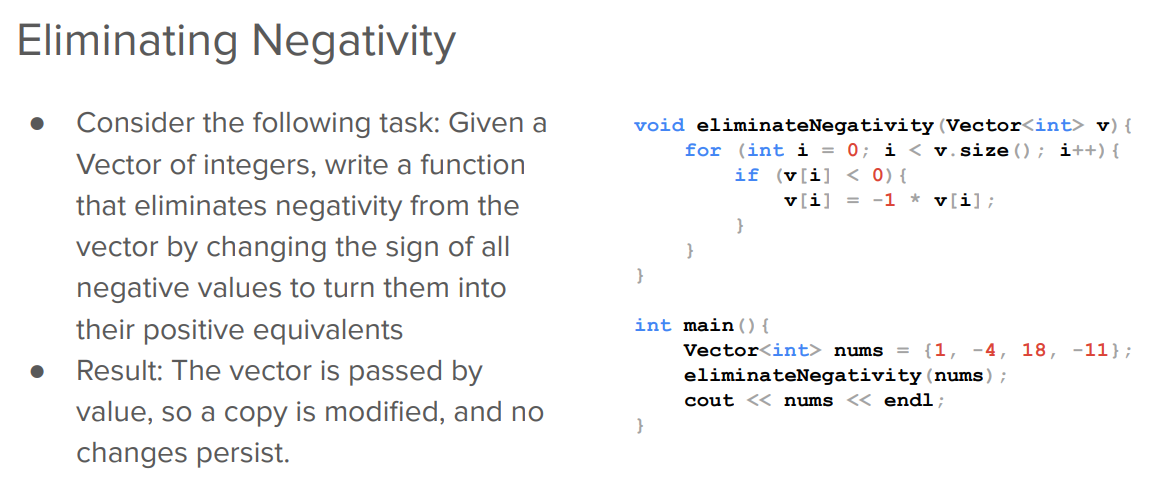 Eliminating Negativity
● Consider the following task: Given a
Vector of integers, write a function
that eliminates negativity from the
vector by changing the sign of all
negative values to turn them into
their positive equivalents
● Result: The vector is passed by
value, so a copy is modified, and no
changes persist.
void eliminateNegativity(Vector<int> v){
    for (int i = 0; i < v.size(); i++){
        if (v[i] < 0){
            v[i] = -1 * v[i];
        }
    }
}
int main(){
    Vector<int> nums = {1, -4, 18, -11};
    eliminateNegativity(nums);
    cout << nums << endl;
}